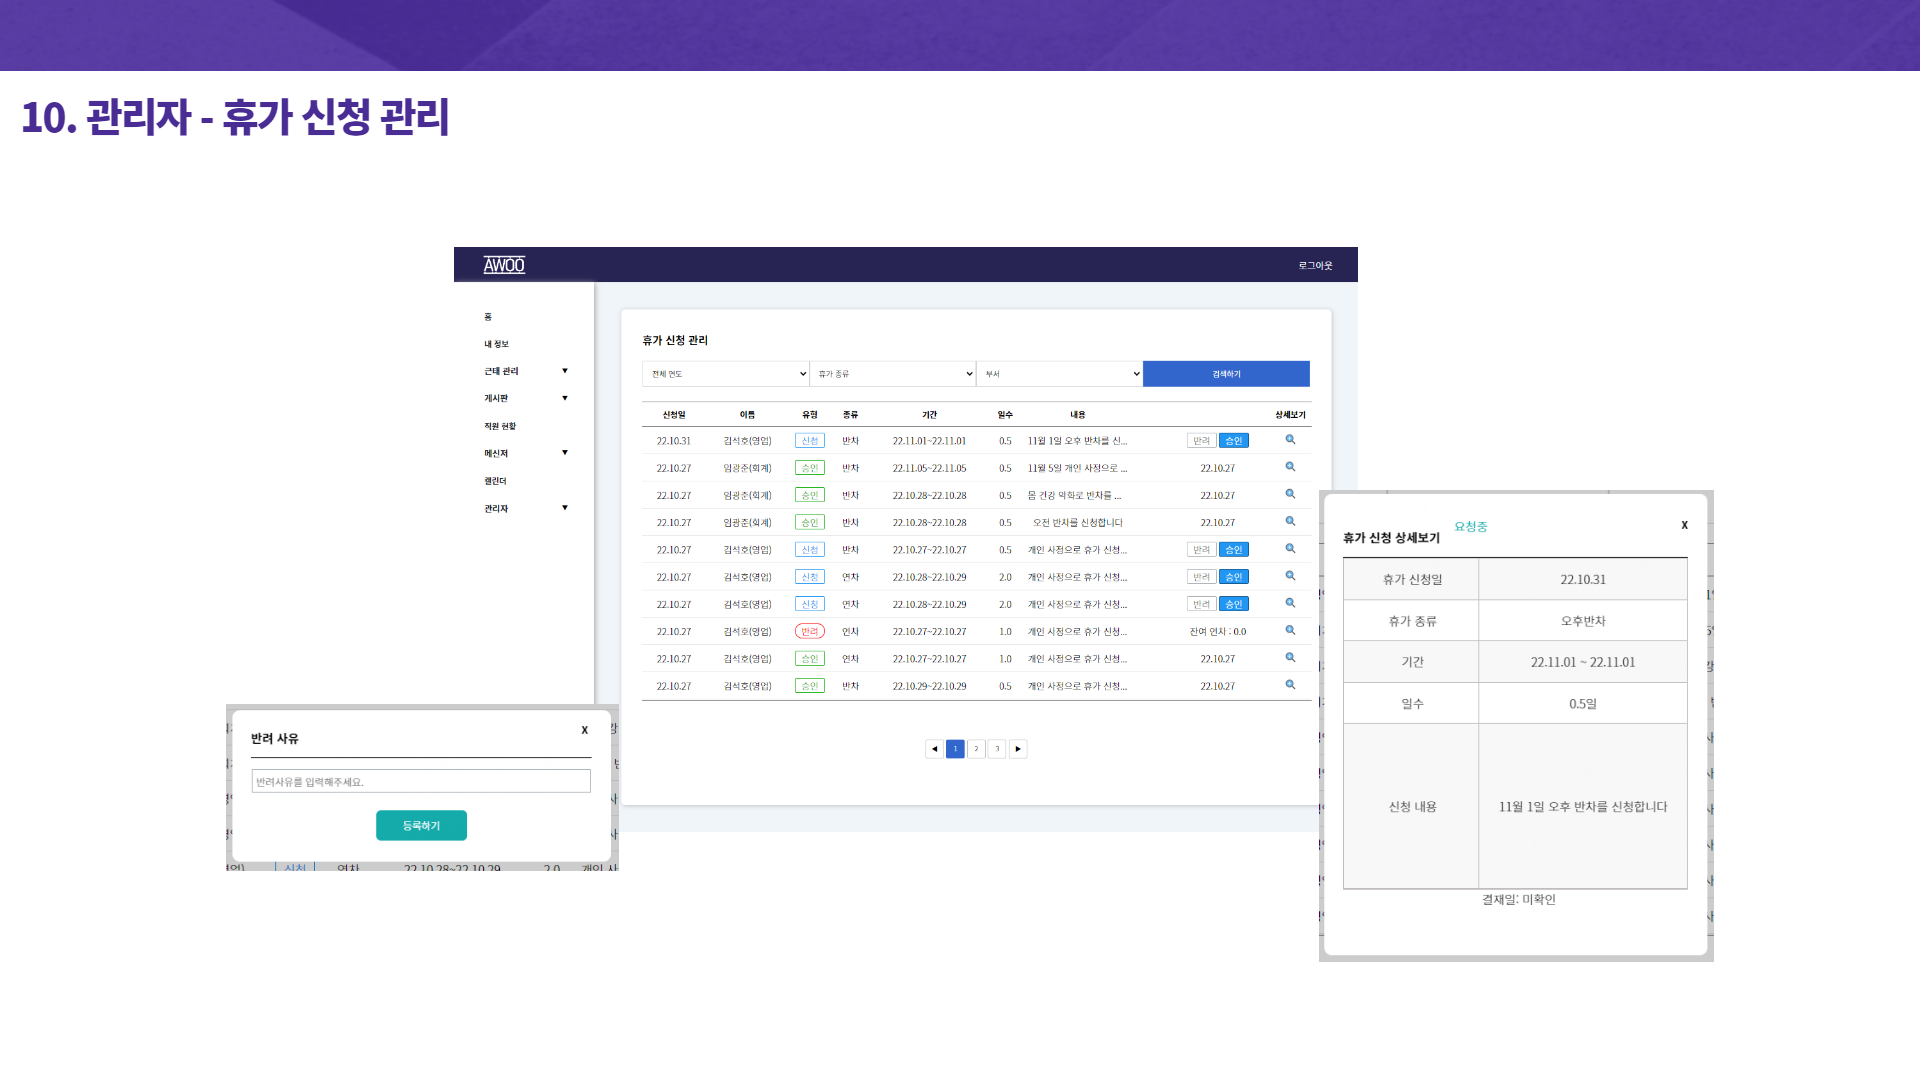 10. 관리자 - 휴가 신청 관리
AWOO
로그아웃
홈
내 정보
근태 관리 ▼
게시판 ▼
직원 현황
메신저 ▼
캘린더
관리자 ▼
휴가 신청 관리
전체 연도 휴가 종류 부서 검색하기
신청일 이름 유형 종류 기간 일수 내용 상세보기
22.10.31 김석호(영업) 신청 반차 22.11.01~22.11.01 0.5 11월 1일 오후 반차를 신... 반려 승인
22.10.27 임광준(회계) 승인 반차 22.11.05~22.11.05 0.5 11월 5일 개인 사정으로 ... 22.10.27
22.10.27 임광준(회계) 승인 반차 22.10.28~22.10.28 0.5 몸 건강 악화로 반차를 ... 22.10.27
22.10.27 임광준(회계) 승인 반차 22.10.28~22.10.28 0.5 오전 반차를 신청합니다 22.10.27
22.10.27 김석호(영업) 신청 반차 22.10.27~22.10.27 0.5 개인 사정으로 휴가 신청... 반려 승인
22.10.27 김석호(영업) 신청 연차 22.10.28~22.10.29 2.0 개인 사정으로 휴가 신청... 반려 승인
22.10.27 김석호(영업) 신청 연차 22.10.28~22.10.29 2.0 개인 사정으로 휴가 신청... 반려 승인
22.10.27 김석호(영업) 반려 연차 22.10.27~22.10.27 1.0 개인 사정으로 휴가 신청... 잔여 연차 : 0.0
22.10.27 김석호(영업) 승인 연차 22.10.27~22.10.27 1.0 개인 사정으로 휴가 신청... 22.10.27
22.10.27 김석호(영업) 승인 반차 22.10.29~22.10.29 0.5 개인 사정으로 휴가 신청... 22.10.27
◀ 1 2 3 ▶
반려 사유 X
반려사유를 입력해주세요.
등록하기
신청 연차 22.10.28~22.10.29 2.0 개인 사
휴가 신청 상세보기 요청중 X
휴가 신청일 22.10.31
휴가 종류 오후반차
기간 22.11.01 ~ 22.11.01
일수 0.5일
신청 내용 11월 1일 오후 반차를 신청합니다
결재일: 미확인